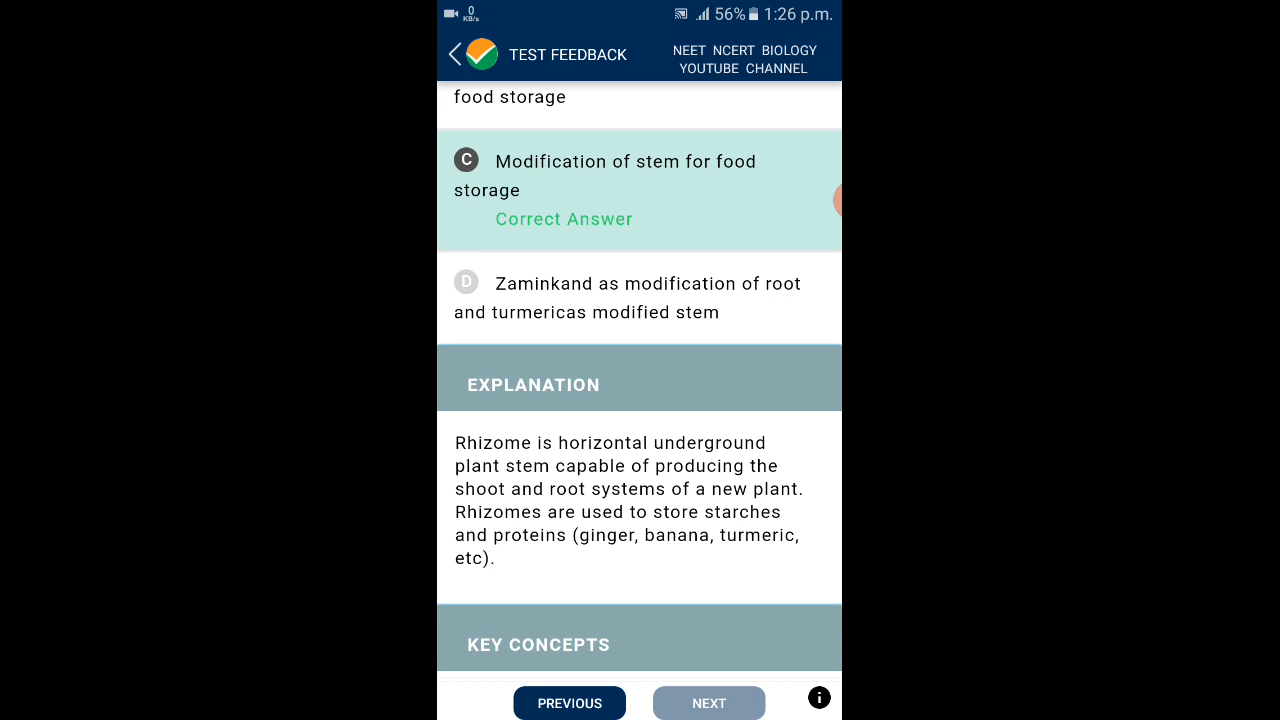 0
KB/s
56% 1:26 p.m.
TEST FEEDBACK
NEET NCERT BIOLOGY
YOUTUBE CHANNEL
food storage
C Modification of stem for food
storage
Correct Answer
D Zaminkand as modification of root
and turmericas modified stem
EXPLANATION
Rhizome is horizontal underground
plant stem capable of producing the
shoot and root systems of a new plant.
Rhizomes are used to store starches
and proteins (ginger, banana, turmeric,
etc).
KEY CONCEPTS
PREVIOUS
NEXT
i